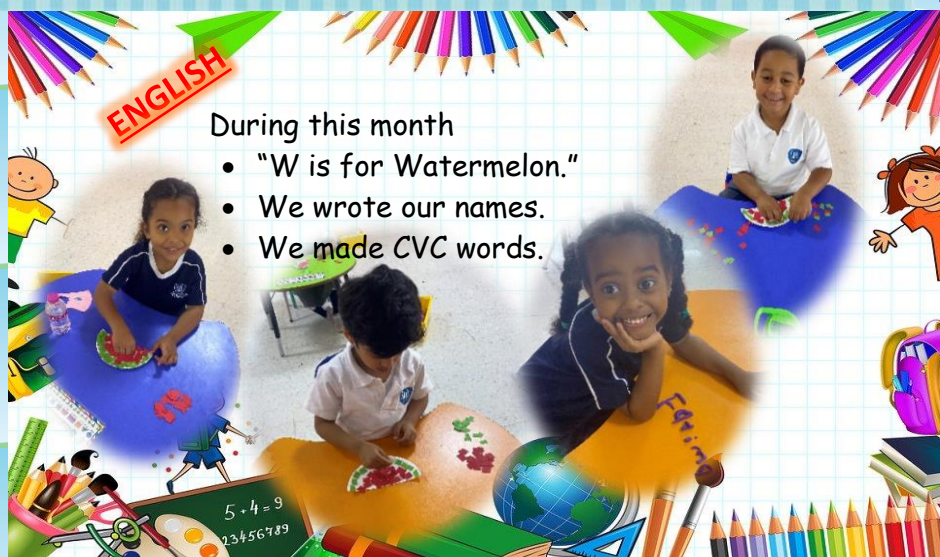 ENGLISH
During this month
• “W is for Watermelon.”
• We wrote our names.
• We made CVC words.
5+4=9
23456789